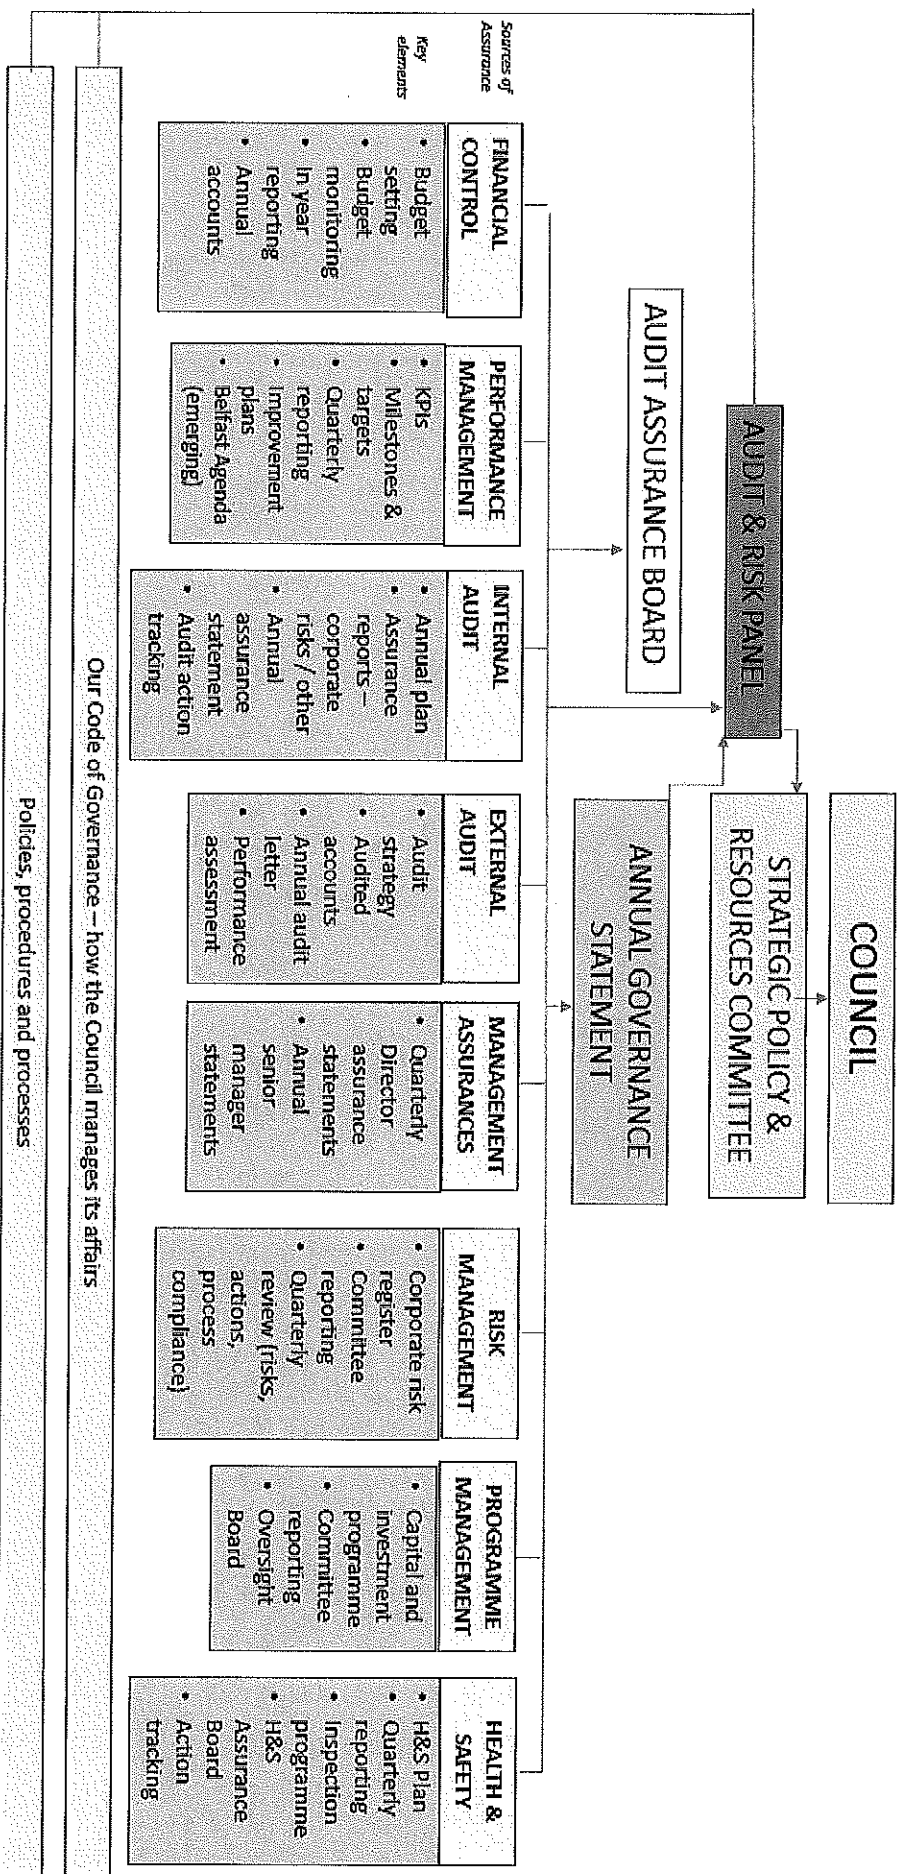 COUNCIL
STRATEGIC POLICY &
RESOURCES COMMITTEE
AUDIT & RISK PANEL
ANNUAL GOVERNANCE
STATEMENT
AUDIT ASSURANCE BOARD
Sources of
Assurance
Key
elements
FINANCIAL
CONTROL
• Budget
setting
• Budget
monitoring
• In year
reporting
• Annual
accounts
PERFORMANCE
MANAGEMENT
• KPIs
• Milestones &
targets
• Quarterly
reporting
• Improvement
plans
• Belfast Agenda
(emerging)
INTERNAL
AUDIT
• Annual plan
• Assurance
reports –
corporate
risks / other
• Annual
assurance
statement
• Audit action
tracking
EXTERNAL
AUDIT
• Audit
strategy
• Audited
accounts
• Annual audit
letter
• Performance
assessment
MANAGEMENT
ASSURANCES
• Quarterly
Director
assurance
statements
• Annual
senior
manager
statements
RISK
MANAGEMENT
• Corporate risk
register
• Committee
reporting
• Quarterly
review (risks,
actions,
process
compliance)
PROGRAMME
MANAGEMENT
• Capital and
investment
programme
• Committee
reporting
• Oversight
Board
HEALTH &
SAFETY
• H&S Plan
• Quarterly
reporting
• Inspection
programme
• H&S
Assurance
Board
• Action
tracking
Our Code of Governance – how the Council manages its affairs
Policies, procedures and processes